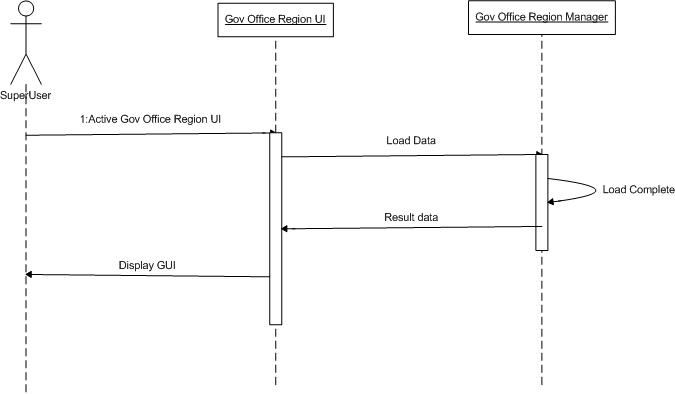 Gov Office Region UI
Gov Office Region Manager
SuperUser
1:Active Gov Office Region UI
Load Data
Load Complete
Result data
Display GUI